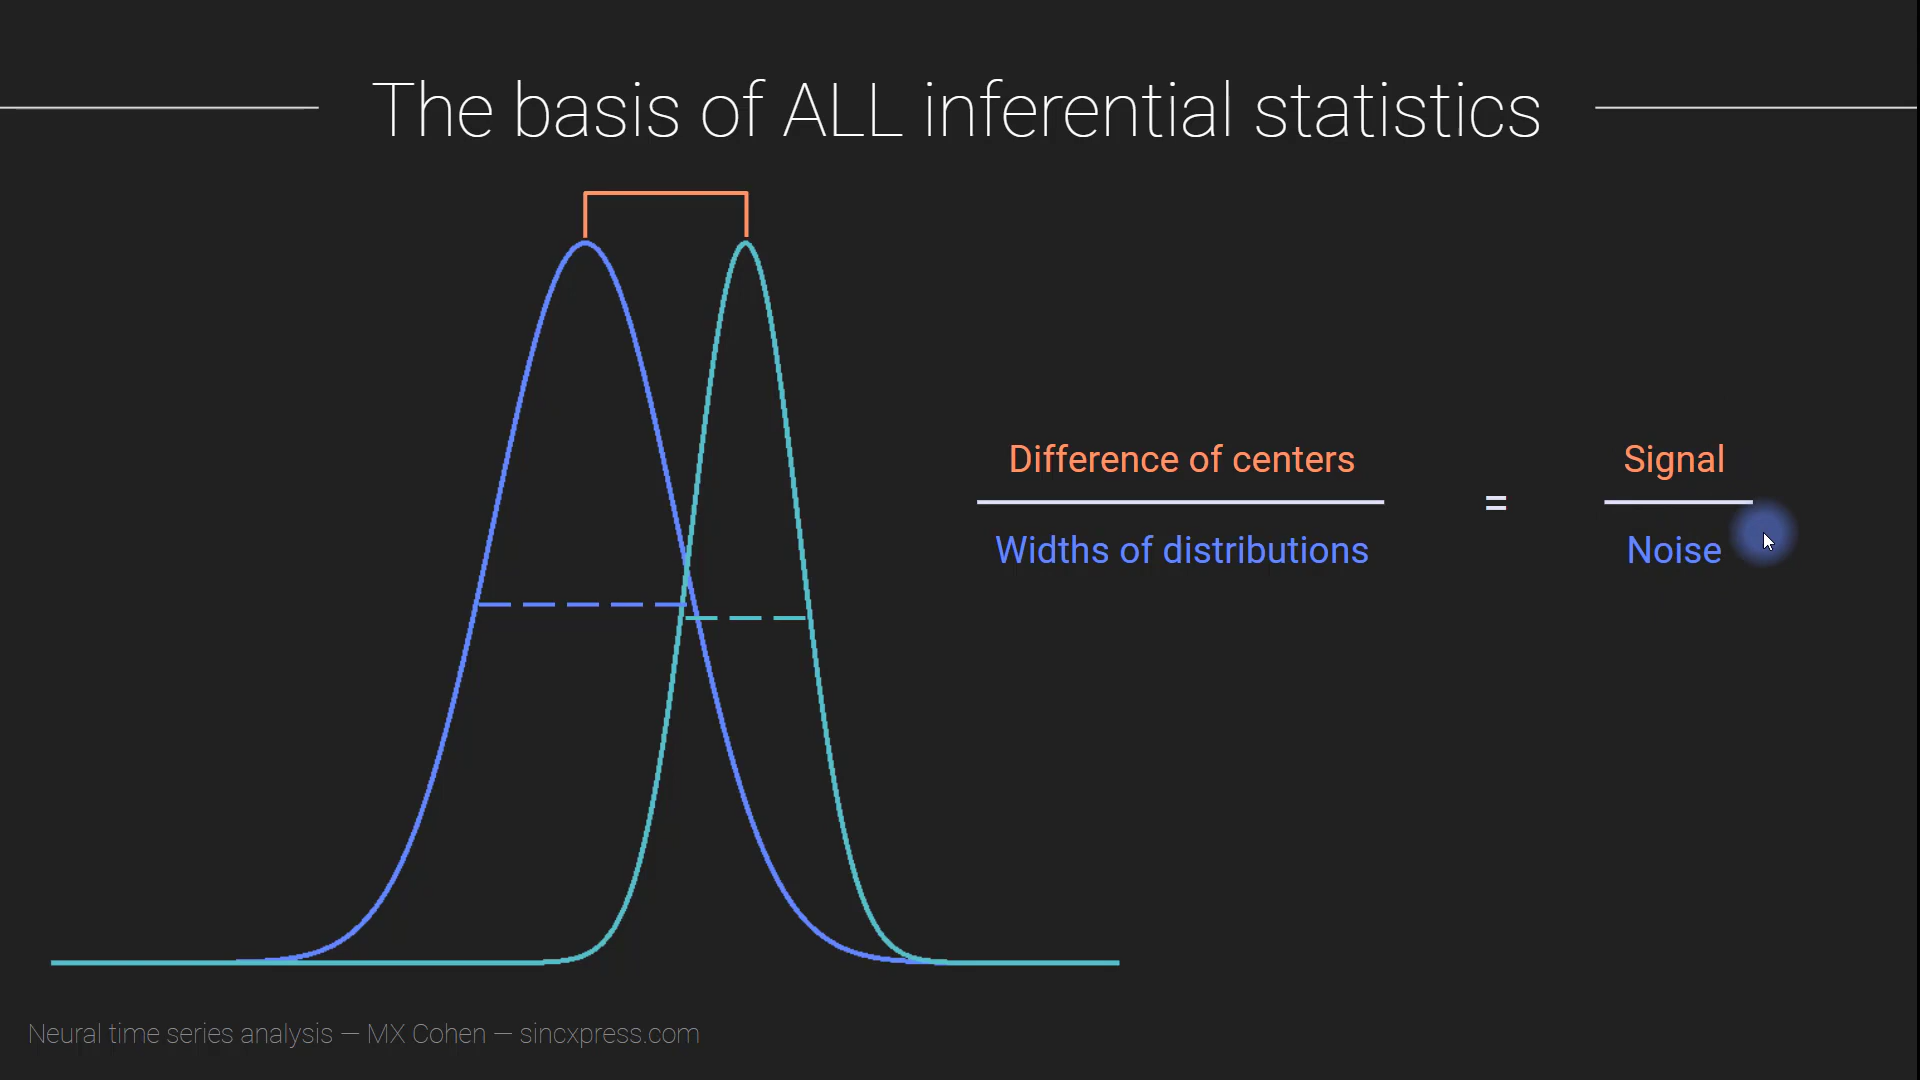 The basis of ALL inferential statistics
Difference of centers
Widths of distributions
=
Signal
Noise
Neural time series analysis — MX Cohen — sincxpress.com